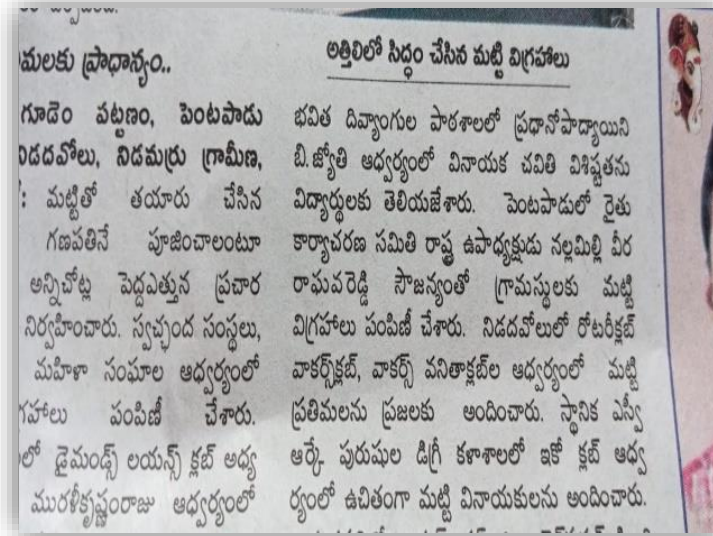 మలకు ప్రాధాన్యం..
గూడెం పట్టణం, పెంటపాడు
నిడదవోలు, నిడమర్రు గ్రామీణ,
మట్టితో తయారు చేసిన
గణపతినే పూజించాలంటూ
అన్నిచోట్ల పెద్దఎత్తున ప్రచార
నిర్వహించారు. స్వచ్ఛంద సంస్థలు,
మహిళా సంఘాల ఆధ్వర్యంలో
గ్రహాలు పంపిణీ చేశారు.
లో డైమండ్స్ లయన్స్ క్లబ్ అధ్య
మురళీకృష్ణంరాజు ఆధ్వర్యంలో
అత్తిలిలో సిద్ధం చేసిన మట్టి విగ్రహాలు
భవిత దివ్యాంగుల పాఠశాలలో ప్రధానోపాద్యాయిని
బి.జ్యోతి ఆధ్వర్యంలో వినాయక చవితి విశిష్టతను
విద్యార్థులకు తెలియజేశారు. పెంటపాడులో రైతు
కార్యాచరణ సమితి రాష్ట్ర ఉపాధ్యక్షుడు నల్లమిల్లి వీర
రాఘవరెడ్డి సౌజన్యంతో గ్రామస్థులకు మట్టి
విగ్రహాలు పంపిణీ చేశారు. నిడదవోలులో రోటరీక్లబ్
వాకర్స్‌క్లబ్, వాకర్స్ వనితాక్లబ్‌ల ఆధ్వర్యంలో మట్టి
ప్రతిమలను ప్రజలకు అందించారు. స్థానిక ఎస్వీ
ఆర్కే పురుషుల డిగ్రీ కళాశాలలో ఇకో క్లబ్ ఆధ్వ
ర్యంలో ఉచితంగా మట్టి వినాయకులను అందించారు.